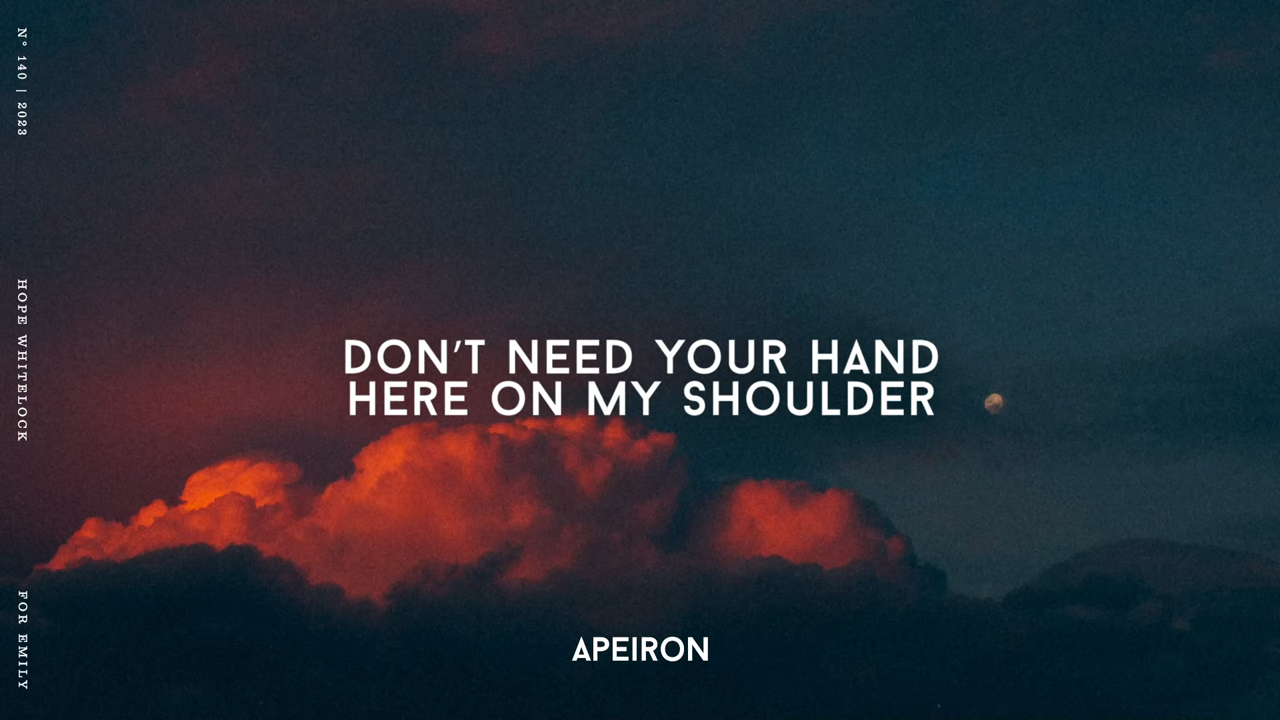 N° 140 | 2023
HOPE WHITELOCK
FOR EMILY
DON'T NEED YOUR HAND
HERE ON MY SHOULDER
APEIRON